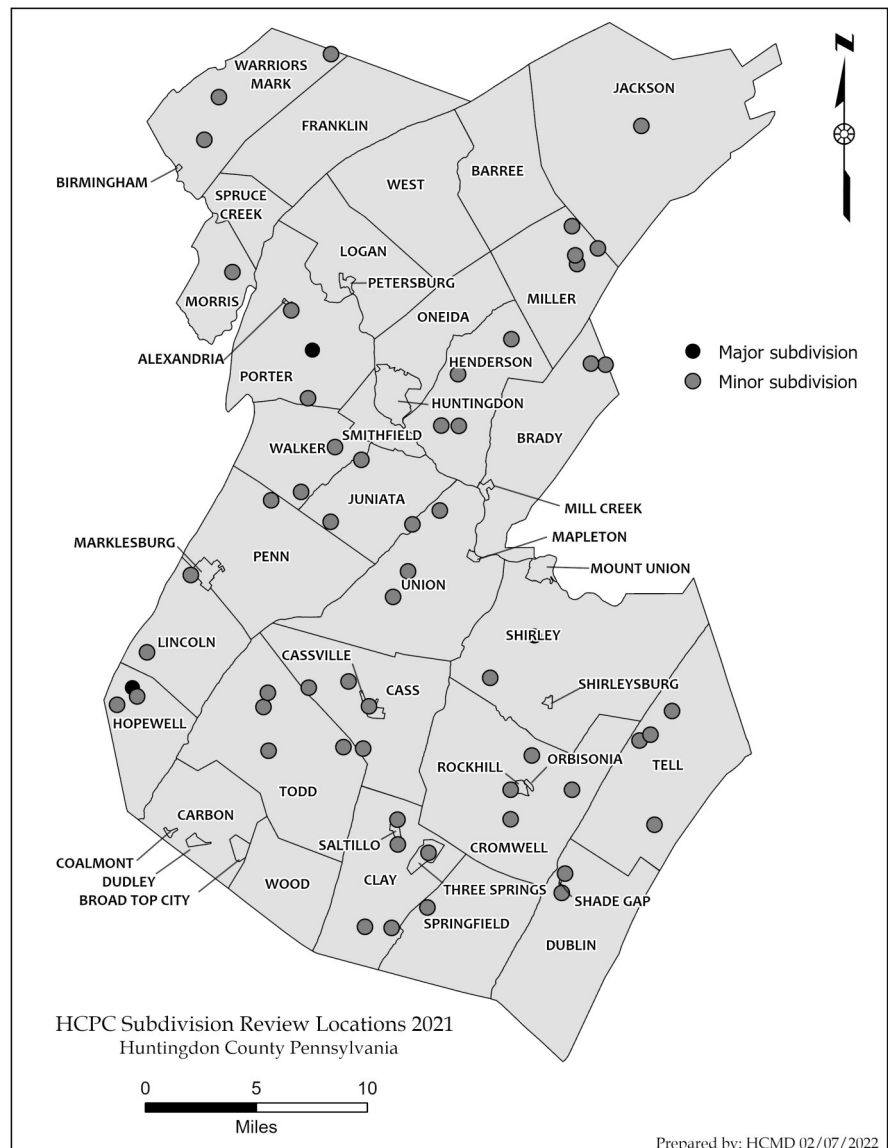 WARRIORS
MARK
JACKSON
FRANKLIN
BARREE
WEST
BIRMINGHAM
SPRUCE
CREEK
LOGAN
PETERSBURG
MORRIS
MILLER
ONEIDA
ALEXANDRIA
HENDERSON
PORTER
HUNTINGDON
Major subdivision
Minor subdivision
SMITHFIELD
BRADY
WALKER
JUNIATA
MILL CREEK
MAPLETON
MARKLESBURG
PENN
MOUNT UNION
UNION
SHIRLEY
LINCOLN
CASSVILLE
CASS
SHIRLEYSBURG
HOPEWELL
ORBISONIA
ROCKHILL
TELL
TODD
CARBON
SALTILLO
CROMWELL
COALMONT
DUDLEY
BROAD TOP CITY
WOOD
CLAY
THREE SPRINGS
SHADE GAP
SPRINGFIELD
DUBLIN
HCPC Subdivision Review Locations 2021
Huntingdon County Pennsylvania
0 5 10
Miles
Prepared by: HCMD 02/07/2022
N